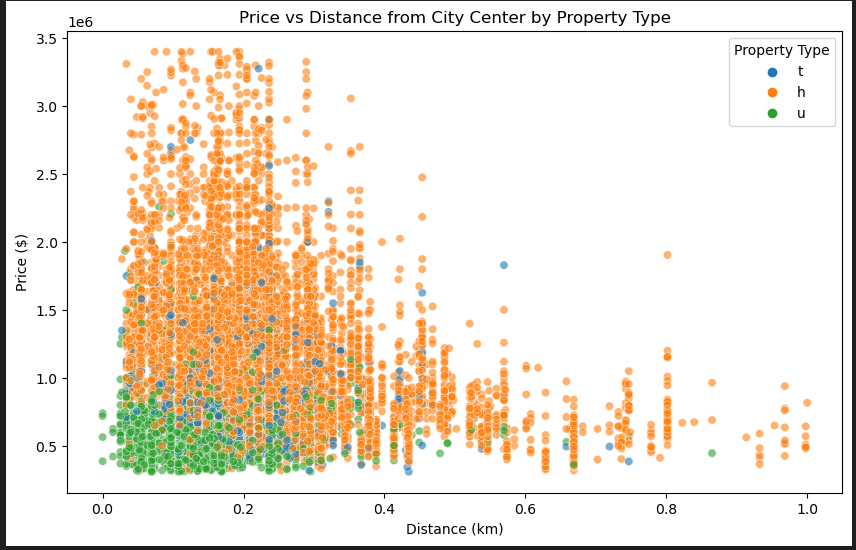 Price vs Distance from City Center by Property Type
1e6
3.5
3.0
2.5
2.0
1.5
1.0
0.5
Price ($)
Property Type
t
h
u
0.0 0.2 0.4 0.6 0.8 1.0
Distance (km)